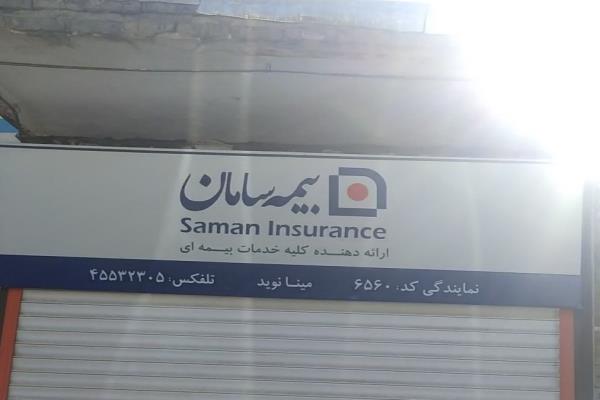 بیمه سامان
Saman Insurance
ارائه دهنده کلیه خدمات بیمه ای
نمایندگی کد: ۶۵۶۰ مینا نوید تلفکس: ۴۵۵۳۲۳۰۵